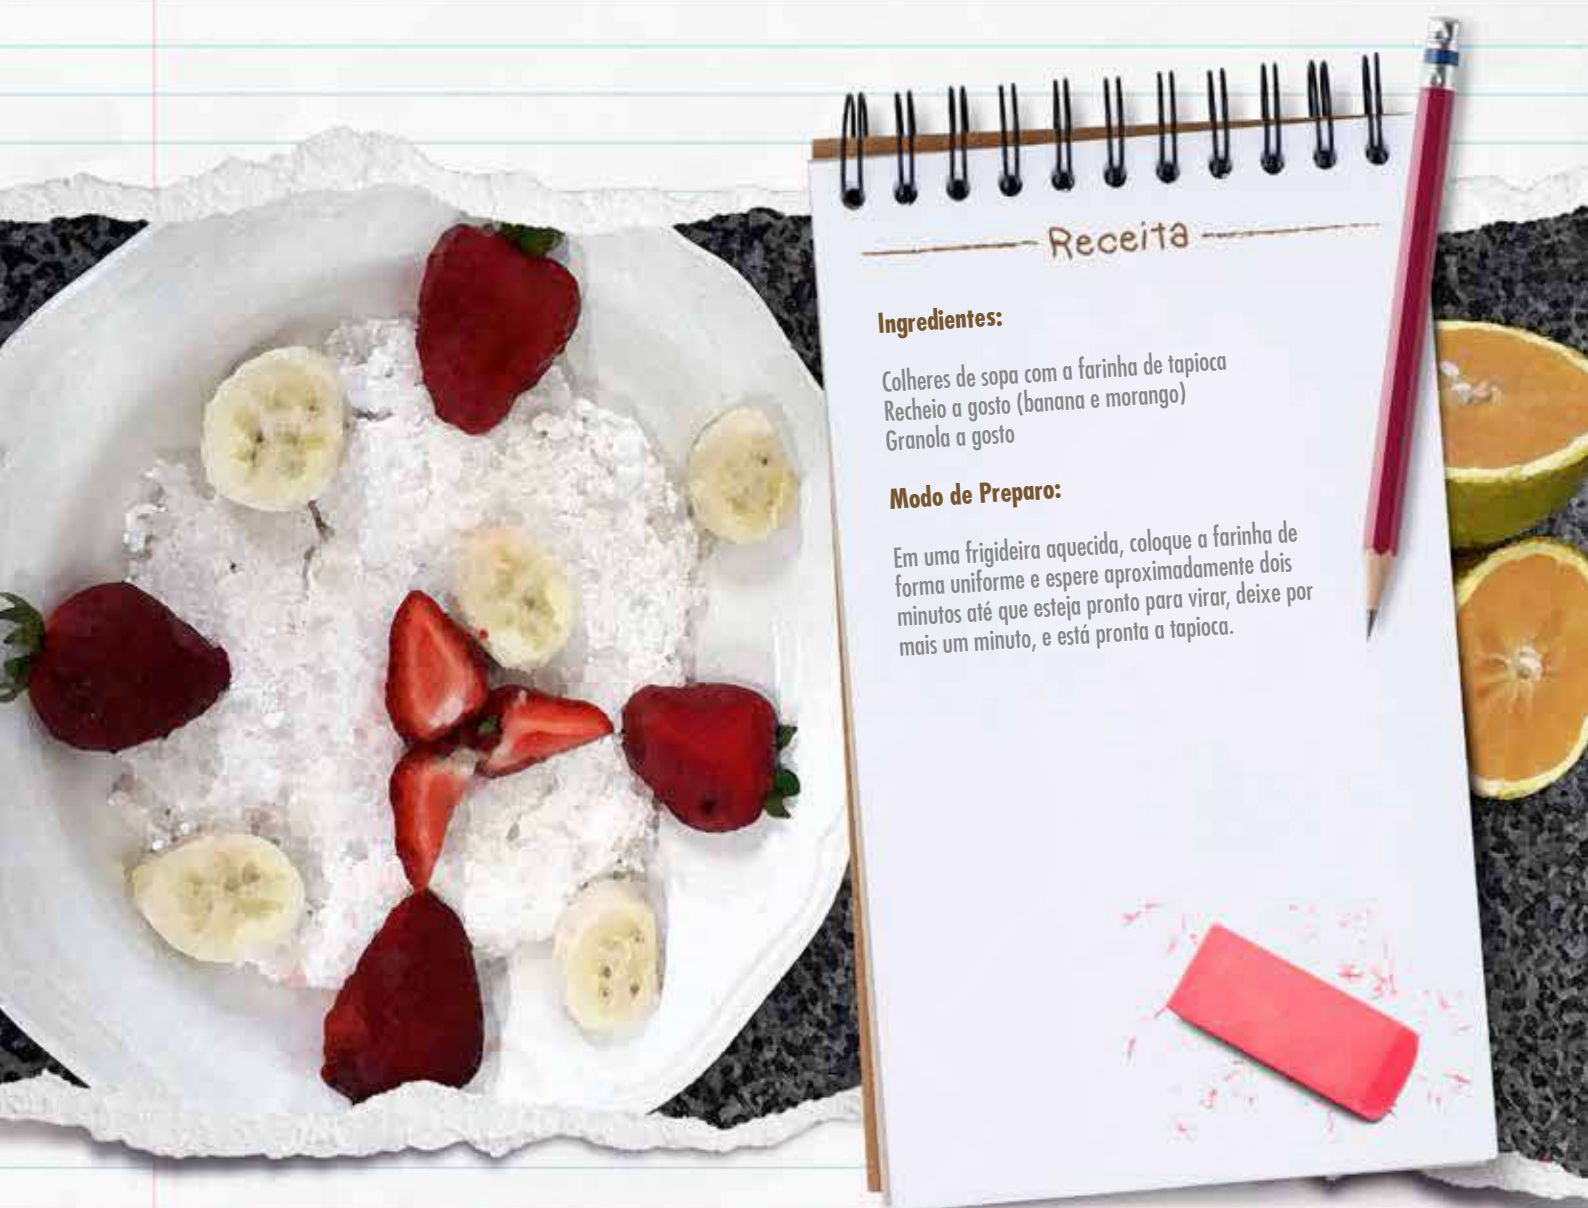 Receita
Ingredientes:
Colheres de sopa com a farinha de tapioca
Recheio a gosto (banana e morango)
Granola a gosto
Modo de Preparo:
Em uma frigideira aquecida, coloque a farinha de
forma uniforme e espere aproximadamente dois
minutos até que esteja pronto para virar, deixe por
mais um minuto, e está pronta a tapioca.